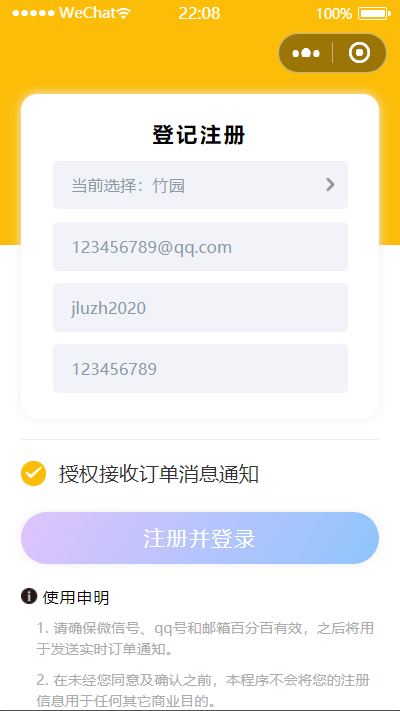 WeChat 22:08 100%
登记注册
当前选择：竹园
123456789@qq.com
jluzh2020
123456789
授权接收订单消息通知
注册并登录
使用申明
1. 请确保微信号、qq号和邮箱百分百有效，之后将用
于发送实时订单通知。
2. 在未经您同意及确认之前，本程序不会将您的注册
信息用于任何其它商业目的。